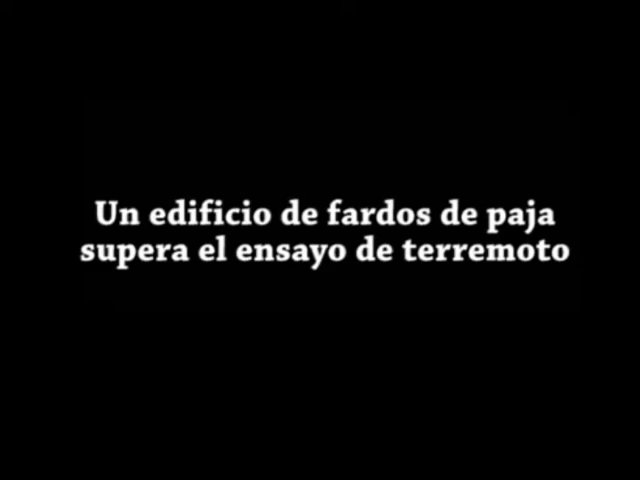 Un edificio de fardos de paja
supera el ensayo de terremoto